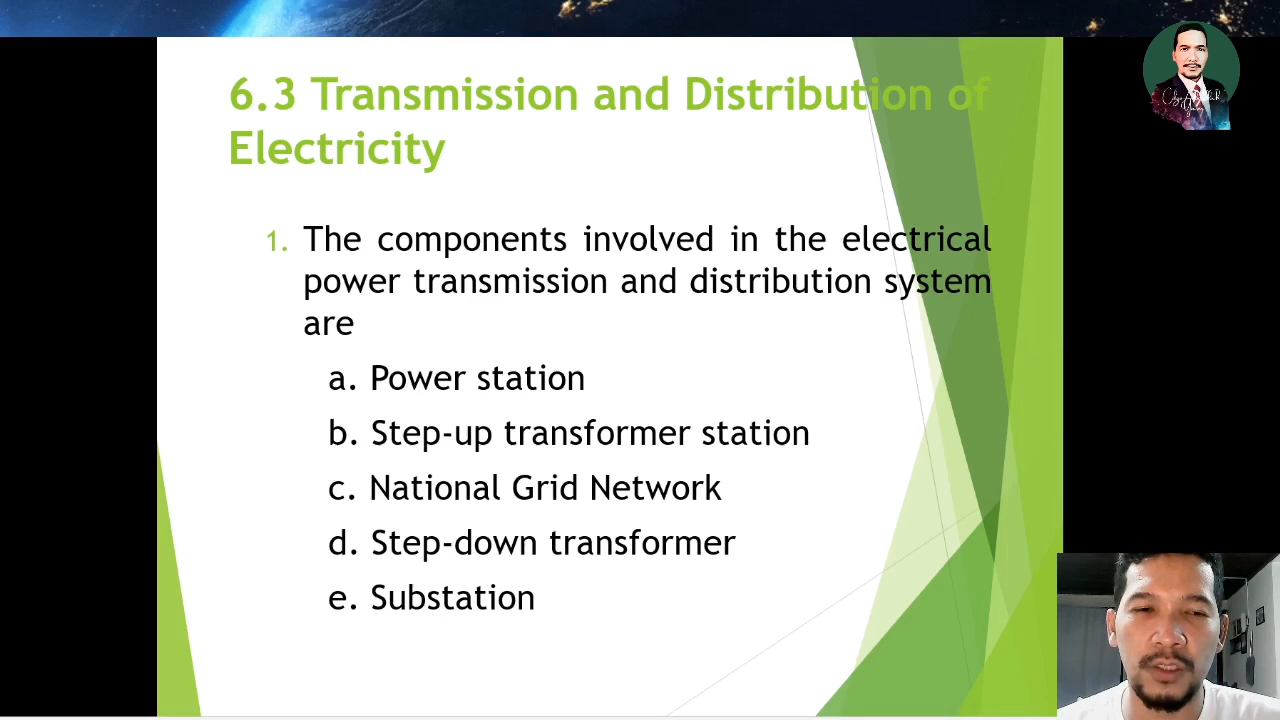 6.3 Transmission and Distribution of
Electricity
1. The components involved in the electrical
power transmission and distribution system
are
a. Power station
b. Step-up transformer station
c. National Grid Network
d. Step-down transformer
e. Substation